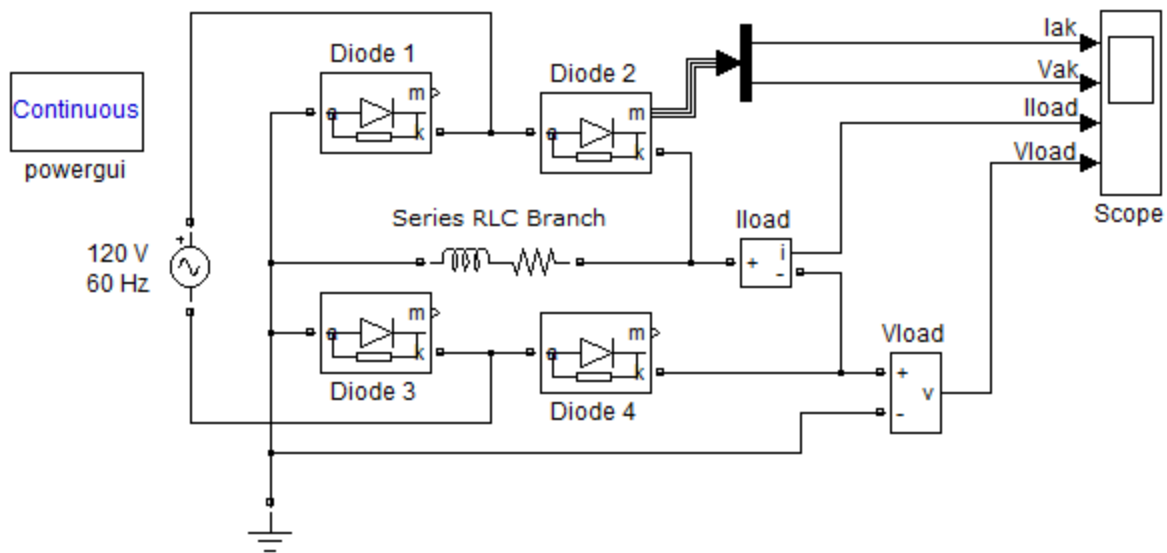 Continuous
powergui
120 V
60 Hz
+
Diode 1
m
a
k
Diode 2
m
a
k
Series RLC Branch
Diode 3
m
a
k
Diode 4
m
a
k
Iload
+
i
-
Vload
+
v
-
Iak
Vak
Iload
Vload
Scope